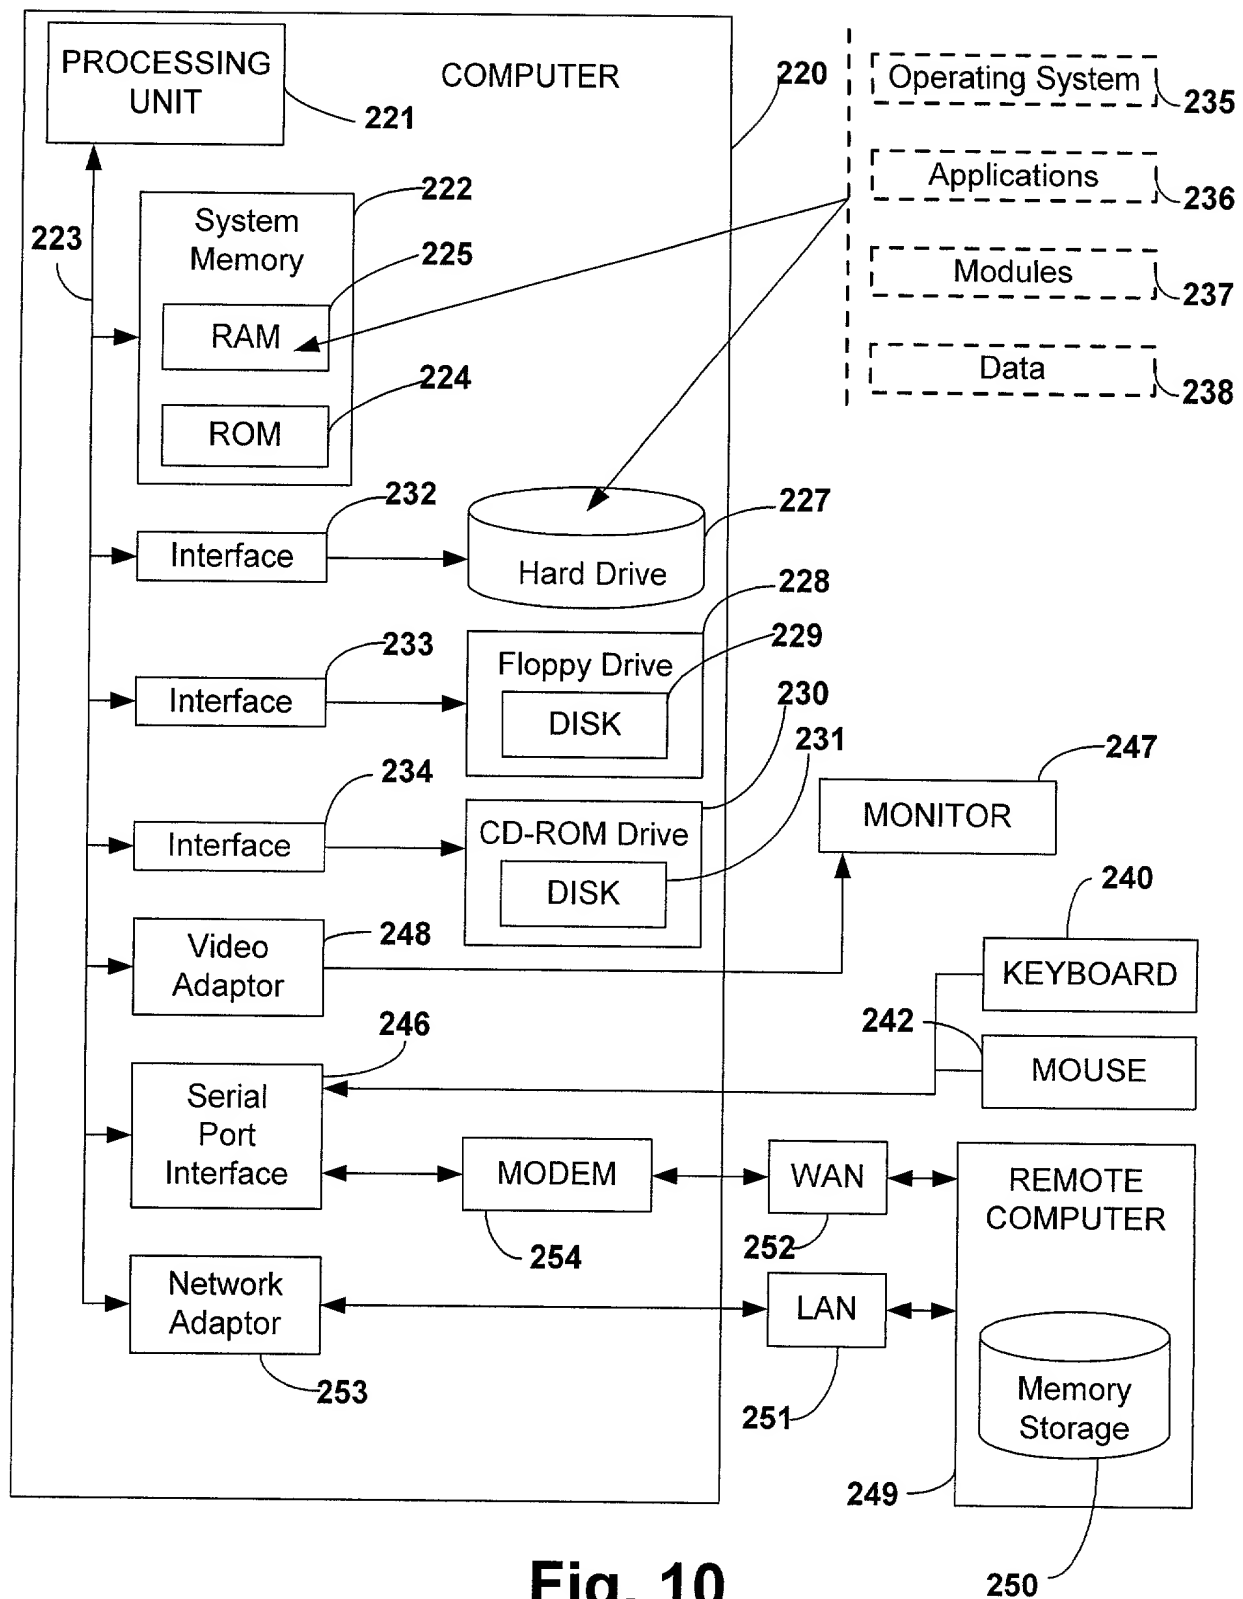 PROCESSING
UNIT
221
COMPUTER
220
Operating System
235
Applications
236
Modules
237
Data
238
223
System
Memory
222
RAM
225
ROM
224
Interface
232
Hard Drive
227
Interface
233
Floppy Drive
228
DISK
229
Interface
234
CD-ROM Drive
230
DISK
231
MONITOR
247
Video
Adaptor
248
KEYBOARD
240
MOUSE
242
Serial
Port
Interface
246
MODEM
254
WAN
252
REMOTE
COMPUTER
249
Network
Adaptor
253
LAN
251
Memory
Storage
250
Fig. 10